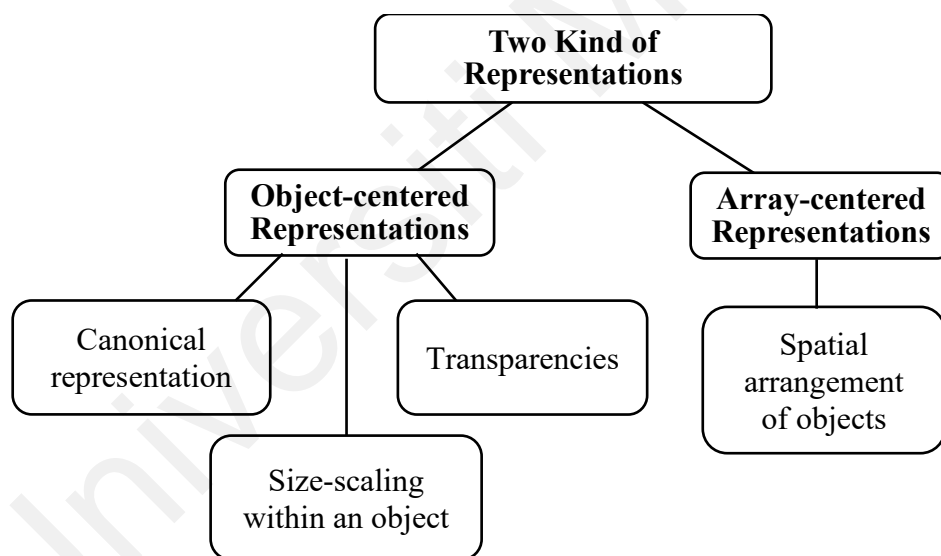 Two Kind of
Representations
Object-centered
Representations
Array-centered
Representations
Canonical
representation
Transparencies
Spatial
arrangement
of objects
Size-scaling
within an object
Universiti M